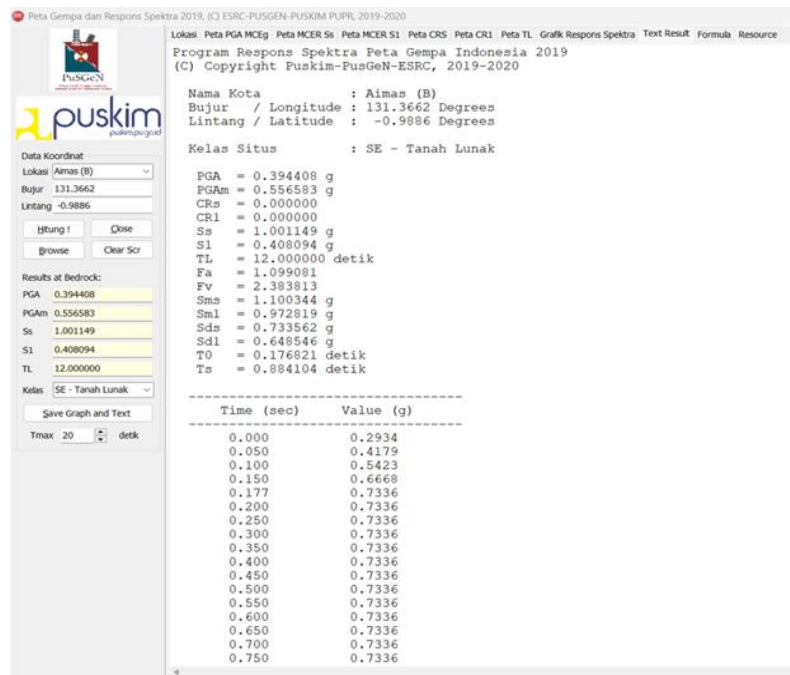 Peta Gempa dan Respons Spektra 2019, (C) ESRC-PUSGEN-PUSKIM PUPR, 2019-2020
Lokasi Peta PGA MCEg Peta MCER Ss Peta MCER S1 Peta CRS Peta CR1 Peta TL Grafik Respons Spektra Text Result Formula Resource
PuSGeN
puskim
puskim.pu.go.id
Data Koordinat
Lokasi Aimas (B)
Bujur 131.3662
Lintang -0.9886
Hitung ! Close
Browse Clear Scr
Results at Bedrock:
PGA 0.394408
PGAm 0.556583
Ss 1.001149
S1 0.408094
TL 12.000000
Kelas SE - Tanah Lunak
Save Graph and Text
Tmax 20 detik
Program Respons Spektra Peta Gempa Indonesia 2019
(C) Copyright Puskim-PusGeN-ESRC, 2019-2020
Nama Kota : Aimas (B)
Bujur / Longitude : 131.3662 Degrees
Lintang / Latitude : -0.9886 Degrees
Kelas Situs : SE - Tanah Lunak
PGA = 0.394408 g
PGAm = 0.556583 g
CRs = 0.000000
CR1 = 0.000000
Ss = 1.001149 g
S1 = 0.408094 g
TL = 12.000000 detik
Fa = 1.099081
Fv = 2.383813
Sms = 1.100344 g
Sm1 = 0.972819 g
Sds = 0.733562 g
Sd1 = 0.648546 g
T0 = 0.176821 detik
Ts = 0.884104 detik
----------------------------------
Time (sec) Value (g)
----------------------------------
0.000 0.2934
0.050 0.4179
0.100 0.5423
0.150 0.6668
0.177 0.7336
0.200 0.7336
0.250 0.7336
0.300 0.7336
0.350 0.7336
0.400 0.7336
0.450 0.7336
0.500 0.7336
0.550 0.7336
0.600 0.7336
0.650 0.7336
0.700 0.7336
0.750 0.7336